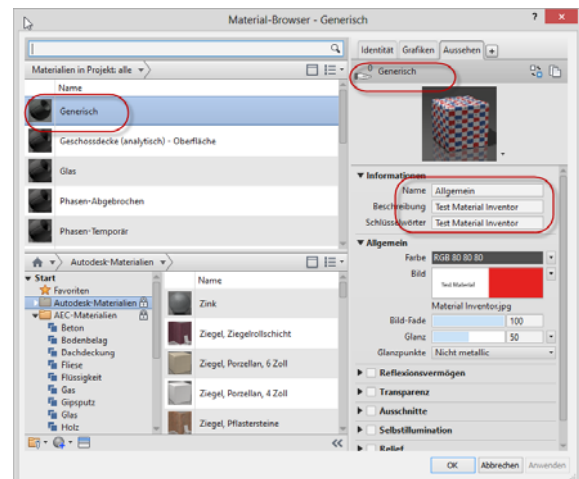 Material-Browser - Generisch
? x
Materialien in Projekt: alle
Name
Generisch
Geschossdecke (analytisch) - Oberfläche
Glas
Phasen-Abgebrochen
Phasen-Temporär
Autodesk-Materialien
Start
Favoriten
Autodesk-Materialien
AEC-Materialien
Beton
Bodenbelag
Dachdeckung
Fliese
Flüssigkeit
Gas
Gipsputz
Glas
Holz
Name
Zink
Ziegel, Ziegelrollschicht
Ziegel, Porzellan, 6 Zoll
Ziegel, Porzellan, 4 Zoll
Ziegel, Pflastersteine
Identität Grafiken Aussehen +
0
Generisch
Informationen
Name Allgemein
Beschreibung Test Material Inventor
Schlüsselwörter Test Material Inventor
Allgemein
Farbe RGB 80 80 80
Bild
Test Material
Material Inventor.jpg
Bild-Fade 100
Glanz 50
Glanzpunkte Nicht metallic
Reflexionsvermögen
Transparenz
Ausschnitte
Selbstillumination
Relief
OK Abbrechen Anwenden